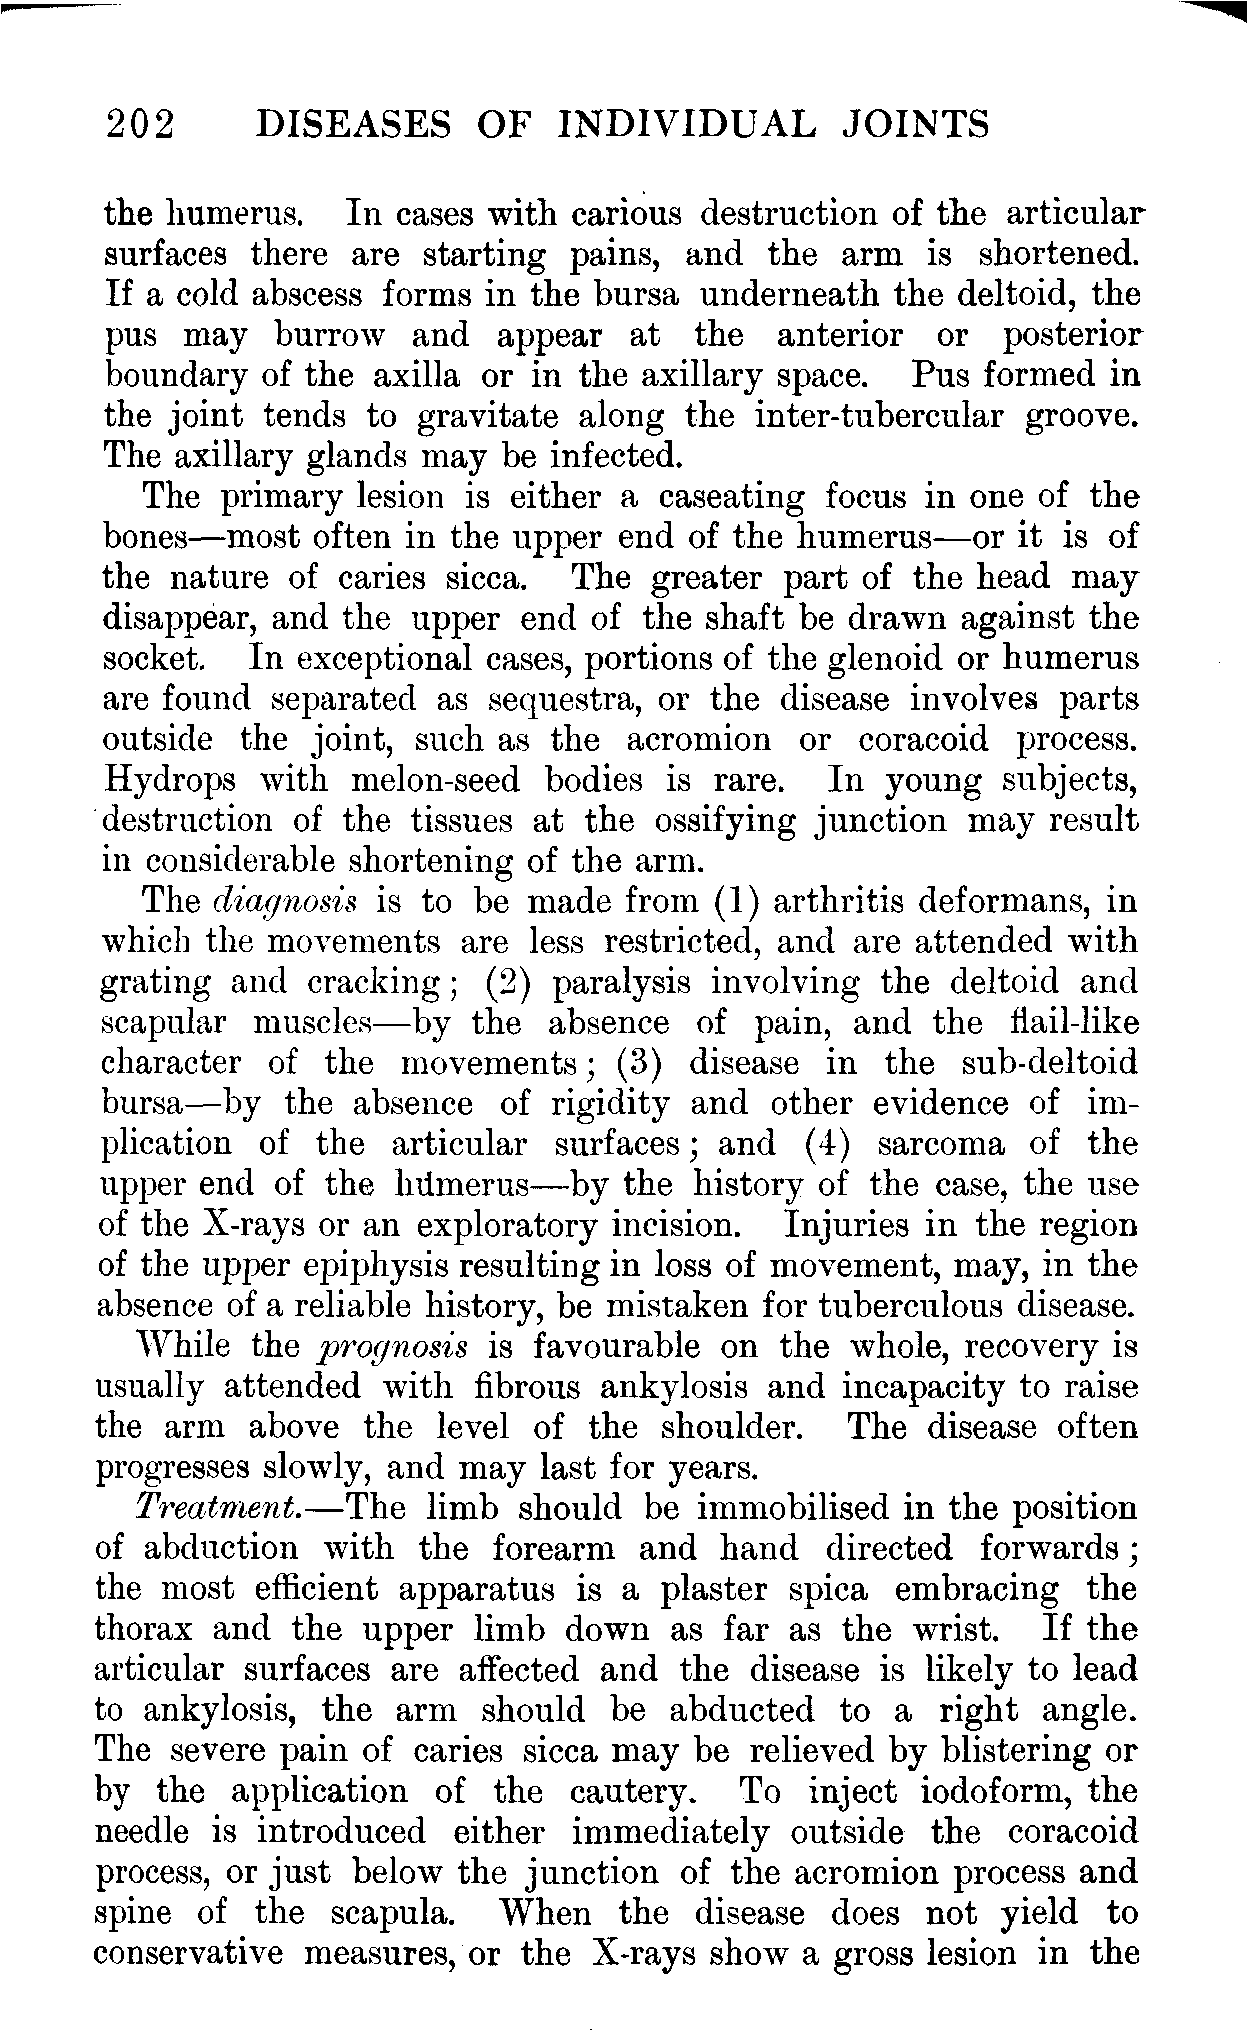 202 DISEASES OF INDIVIDUAL JOINTS
the humerus. In cases with carious destruction of the articular
surfaces there are starting pains, and the arm is shortened.
If a cold abscess forms in the bursa underneath the deltoid, the
pus may burrow and appear at the anterior or posterior
boundary of the axilla or in the axillary space. Pus formed in
the joint tends to gravitate along the inter-tubercular groove.
The axillary glands may be infected.
The primary lesion is either a caseating focus in one of the
bones—most often in the upper end of the humerus—or it is of
the nature of caries sicca. The greater part of the head may
disappear, and the upper end of the shaft be drawn against the
socket. In exceptional cases, portions of the glenoid or humerus
are found separated as sequestra, or the disease involves parts
outside the joint, such as the acromion or coracoid process.
Hydrops with melon-seed bodies is rare. In young subjects,
destruction of the tissues at the ossifying junction may result
in considerable shortening of the arm.
The diagnosis is to be made from (1) arthritis deformans, in
which the movements are less restricted, and are attended with
grating and cracking; (2) paralysis involving the deltoid and
scapular muscles—by the absence of pain, and the flail-like
character of the movements; (3) disease in the sub-deltoid
bursa—by the absence of rigidity and other evidence of im-
plication of the articular surfaces; and (4) sarcoma of the
upper end of the humerus—by the history of the case, the use
of the X-rays or an exploratory incision. Injuries in the region
of the upper epiphysis resulting in loss of movement, may, in the
absence of a reliable history, be mistaken for tuberculous disease.
While the prognosis is favourable on the whole, recovery is
usually attended with fibrous ankylosis and incapacity to raise
the arm above the level of the shoulder. The disease often
progresses slowly, and may last for years.
Treatment.—The limb should be immobilised in the position
of abduction with the forearm and hand directed forwards;
the most efficient apparatus is a plaster spica embracing the
thorax and the upper limb down as far as the wrist. If the
articular surfaces are affected and the disease is likely to lead
to ankylosis, the arm should be abducted to a right angle.
The severe pain of caries sicca may be relieved by blistering or
by the application of the cautery. To inject iodoform, the
needle is introduced either immediately outside the coracoid
process, or just below the junction of the acromion process and
spine of the scapula. When the disease does not yield to
conservative measures, or the X-rays show a gross lesion in the